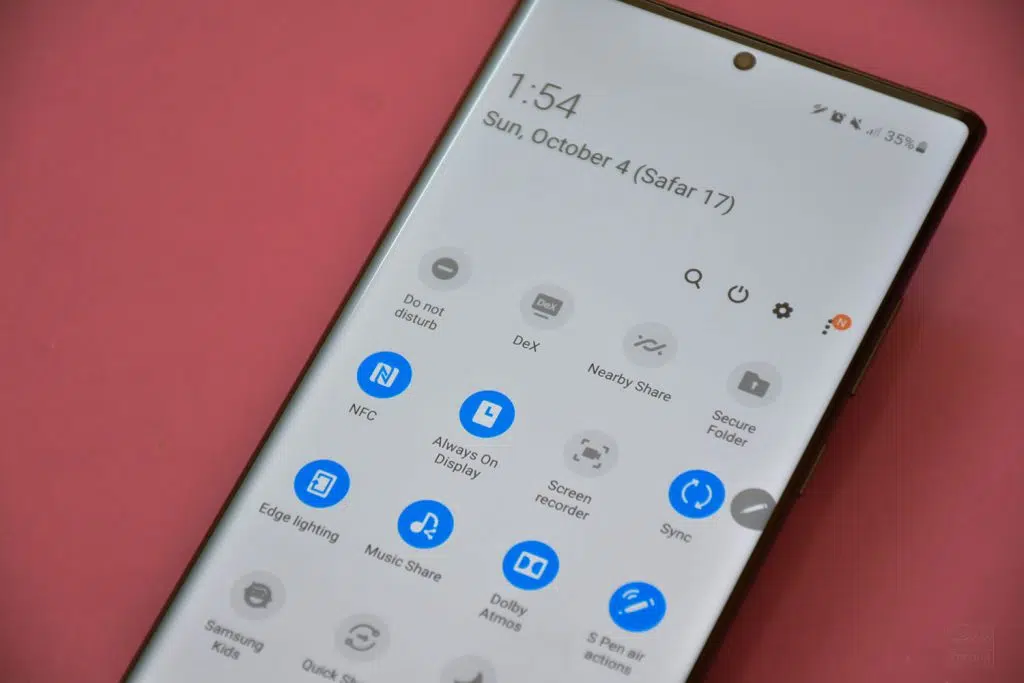 1:54
35%
Sun, October 4 (Safar 17)
N
Do not
disturb
DeX
DeX
Nearby Share
Secure
Folder
NFC
Always On
Display
Screen
recorder
Sync
Edge lighting
Music Share
Dolby
Atmos
S Pen air
actions
Samsung
Kids
Quick Sh